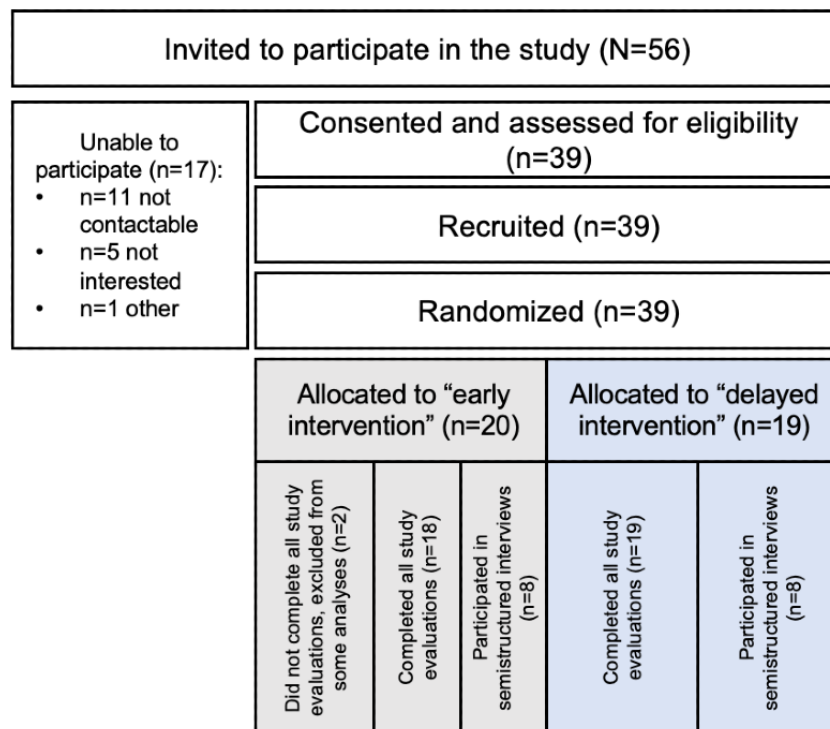 Invited to participate in the study (N=56)
Unable to
participate (n=17):
• n=11 not
contactable
• n=5 not
interested
• n=1 other
Consented and assessed for eligibility
(n=39)
Recruited (n=39)
Randomized (n=39)
Allocated to “early
intervention” (n=20)
Allocated to “delayed
intervention” (n=19)
Did not complete all study
evaluations, excluded from
some analyses (n=2)
Completed all study
evaluations (n=18)
Participated in
semistructured interviews
(n=8)
Completed all study
evaluations (n=19)
Participated in
semistructured interviews
(n=8)